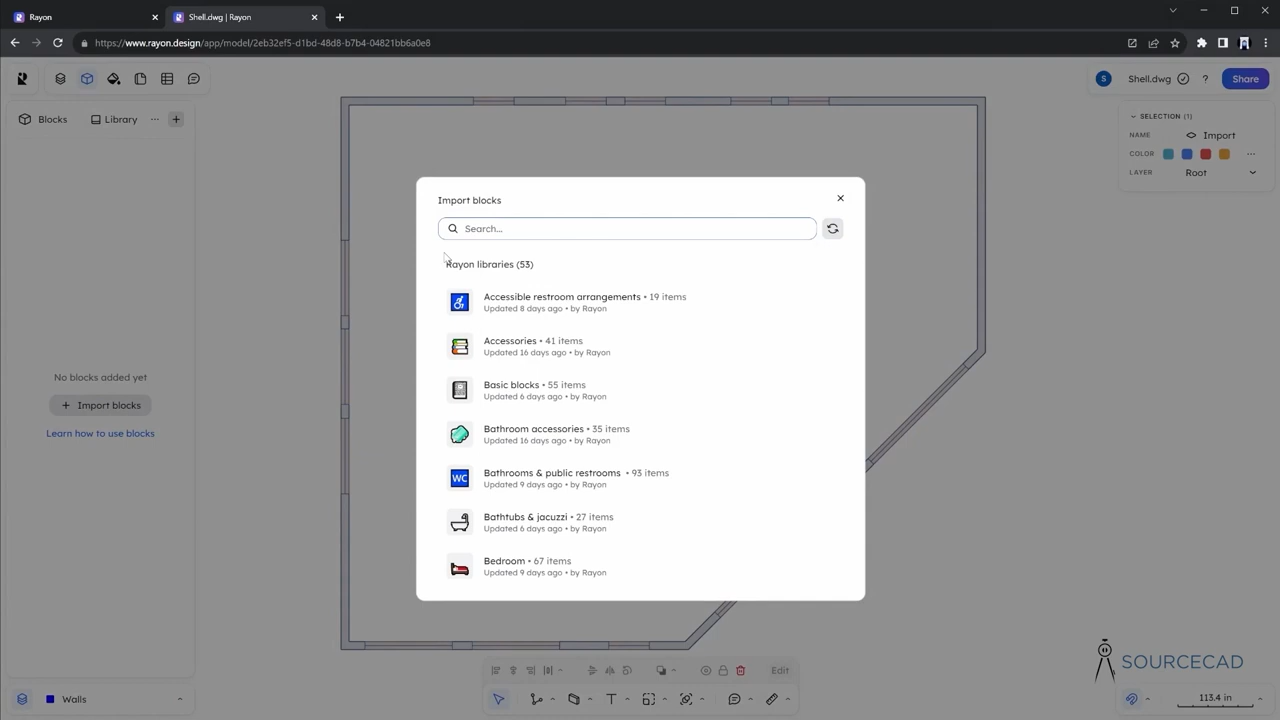 Rayon
Shell.dwg | Rayon
https://www.rayon.design/app/model/2eb32ef5-d1bd-48d8-b7b4-04821bb6a0e8
S
Shell.dwg
?
Share
Blocks
Library
SELECTION (1)
NAME
Import
COLOR
LAYER
Root
Import blocks
Search...
Rayon libraries (53)
Accessible restroom arrangements • 19 items
Updated 8 days ago • by Rayon
Accessories • 41 items
Updated 16 days ago • by Rayon
Basic blocks • 55 items
Updated 6 days ago • by Rayon
Bathroom accessories • 35 items
Updated 16 days ago • by Rayon
WC
Bathrooms & public restrooms • 93 items
Updated 9 days ago • by Rayon
Bathtubs & jacuzzi • 27 items
Updated 6 days ago • by Rayon
Bedroom • 67 items
Updated 9 days ago • by Rayon
No blocks added yet
Import blocks
Learn how to use blocks
Edit
SOURCECAD
Walls
113.4 in